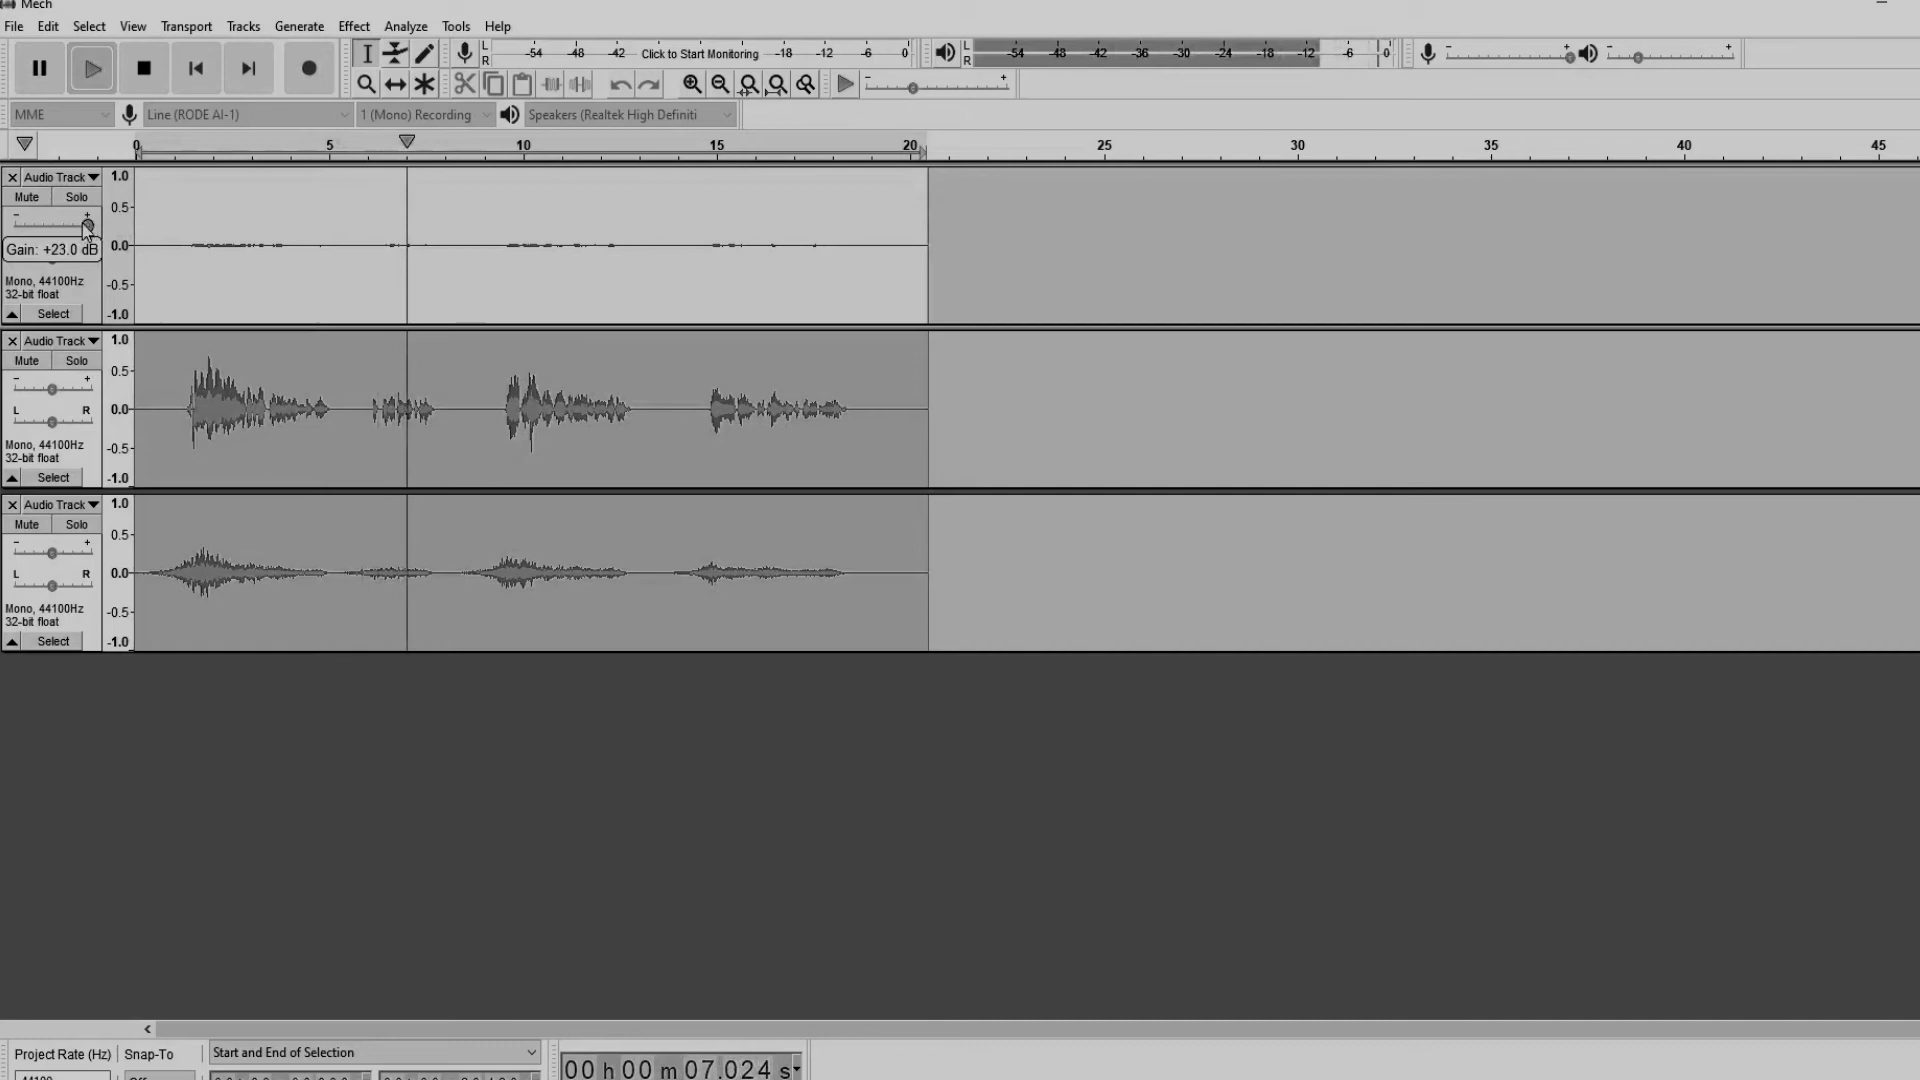 Mech
File Edit Select View Transport Tracks Generate Effect Analyze Tools Help
L
R
-54 -48 -42 Click to Start Monitoring -18 -12 -6 0
L
R
-54 -48 -42 -36 -30 -24 -18 -12 -6 0
- +
- +
- +
MME Line (RODE AI-1) 1 (Mono) Recording Speakers (Realtek High Definiti
0 5 10 15 20 25 30 35 40 45
Audio Track 1.0
Mute Solo
- + 0.5
Gain: +23.0 dB 0.0
Mono, 44100Hz -0.5
32-bit float
Select -1.0
Audio Track 1.0
Mute Solo
- + 0.5
L R 0.0
Mono, 44100Hz -0.5
32-bit float
Select -1.0
Audio Track 1.0
Mute Solo
- + 0.5
L R 0.0
Mono, 44100Hz -0.5
32-bit float
Select -1.0
Project Rate (Hz) Snap-To Start and End of Selection
00 h 00 m 07.024 s